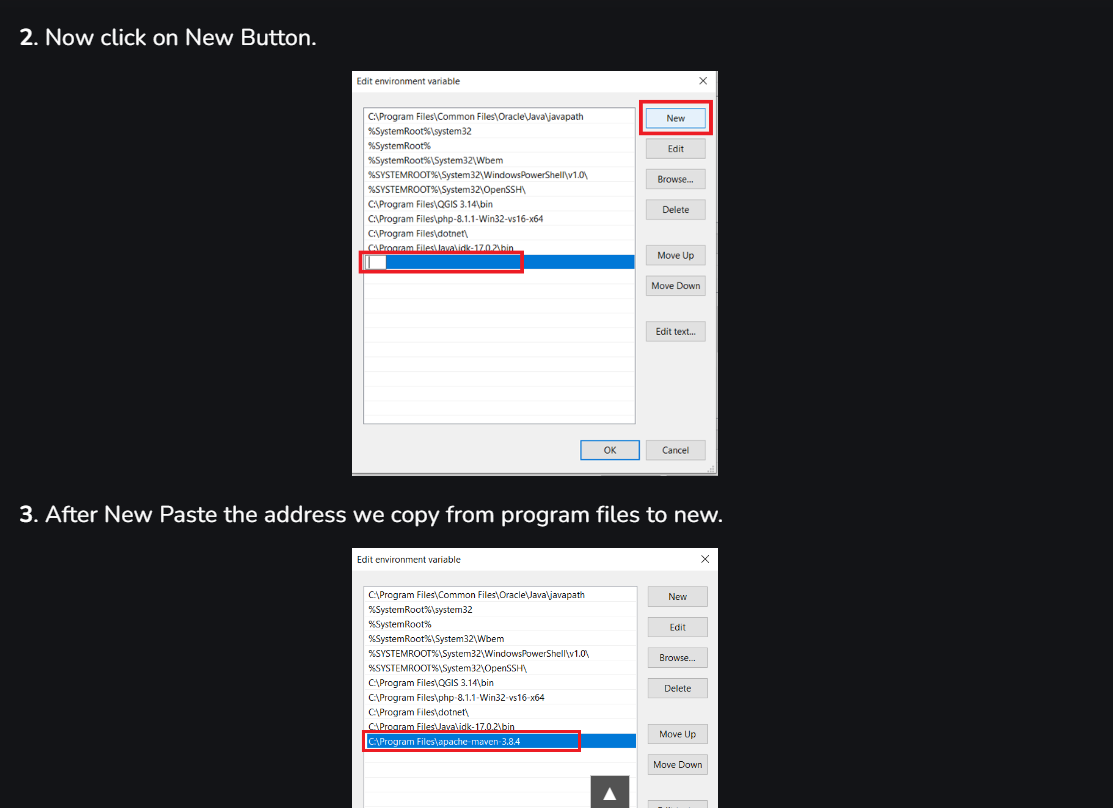 2. Now click on New Button.
Edit environment variable
C:\Program Files\Common Files\Oracle\Java\javapath
%SystemRoot%\system32
%SystemRoot%
%SystemRoot%\System32\Wbem
%SYSTEMROOT%\System32\WindowsPowerShell\v1.0\
%SYSTEMROOT%\System32\OpenSSH\
C:\Program Files\QGIS 3.14\bin
C:\Program Files\php-8.1.1-Win32-vs16-x64
C:\Program Files\dotnet\
C:\Program Files\Java\jdk-17.0.2\bin
New
Edit
Browse...
Delete
Move Up
Move Down
Edit text...
OK
Cancel
3. After New Paste the address we copy from program files to new.
Edit environment variable
C:\Program Files\Common Files\Oracle\Java\javapath
%SystemRoot%\system32
%SystemRoot%
%SystemRoot%\System32\Wbem
%SYSTEMROOT%\System32\WindowsPowerShell\v1.0\
%SYSTEMROOT%\System32\OpenSSH\
C:\Program Files\QGIS 3.14\bin
C:\Program Files\php-8.1.1-Win32-vs16-x64
C:\Program Files\dotnet\
C:\Program Files\Java\jdk-17.0.2\bin
C:\Program Files\apache-maven-3.8.4
New
Edit
Browse...
Delete
Move Up
Move Down